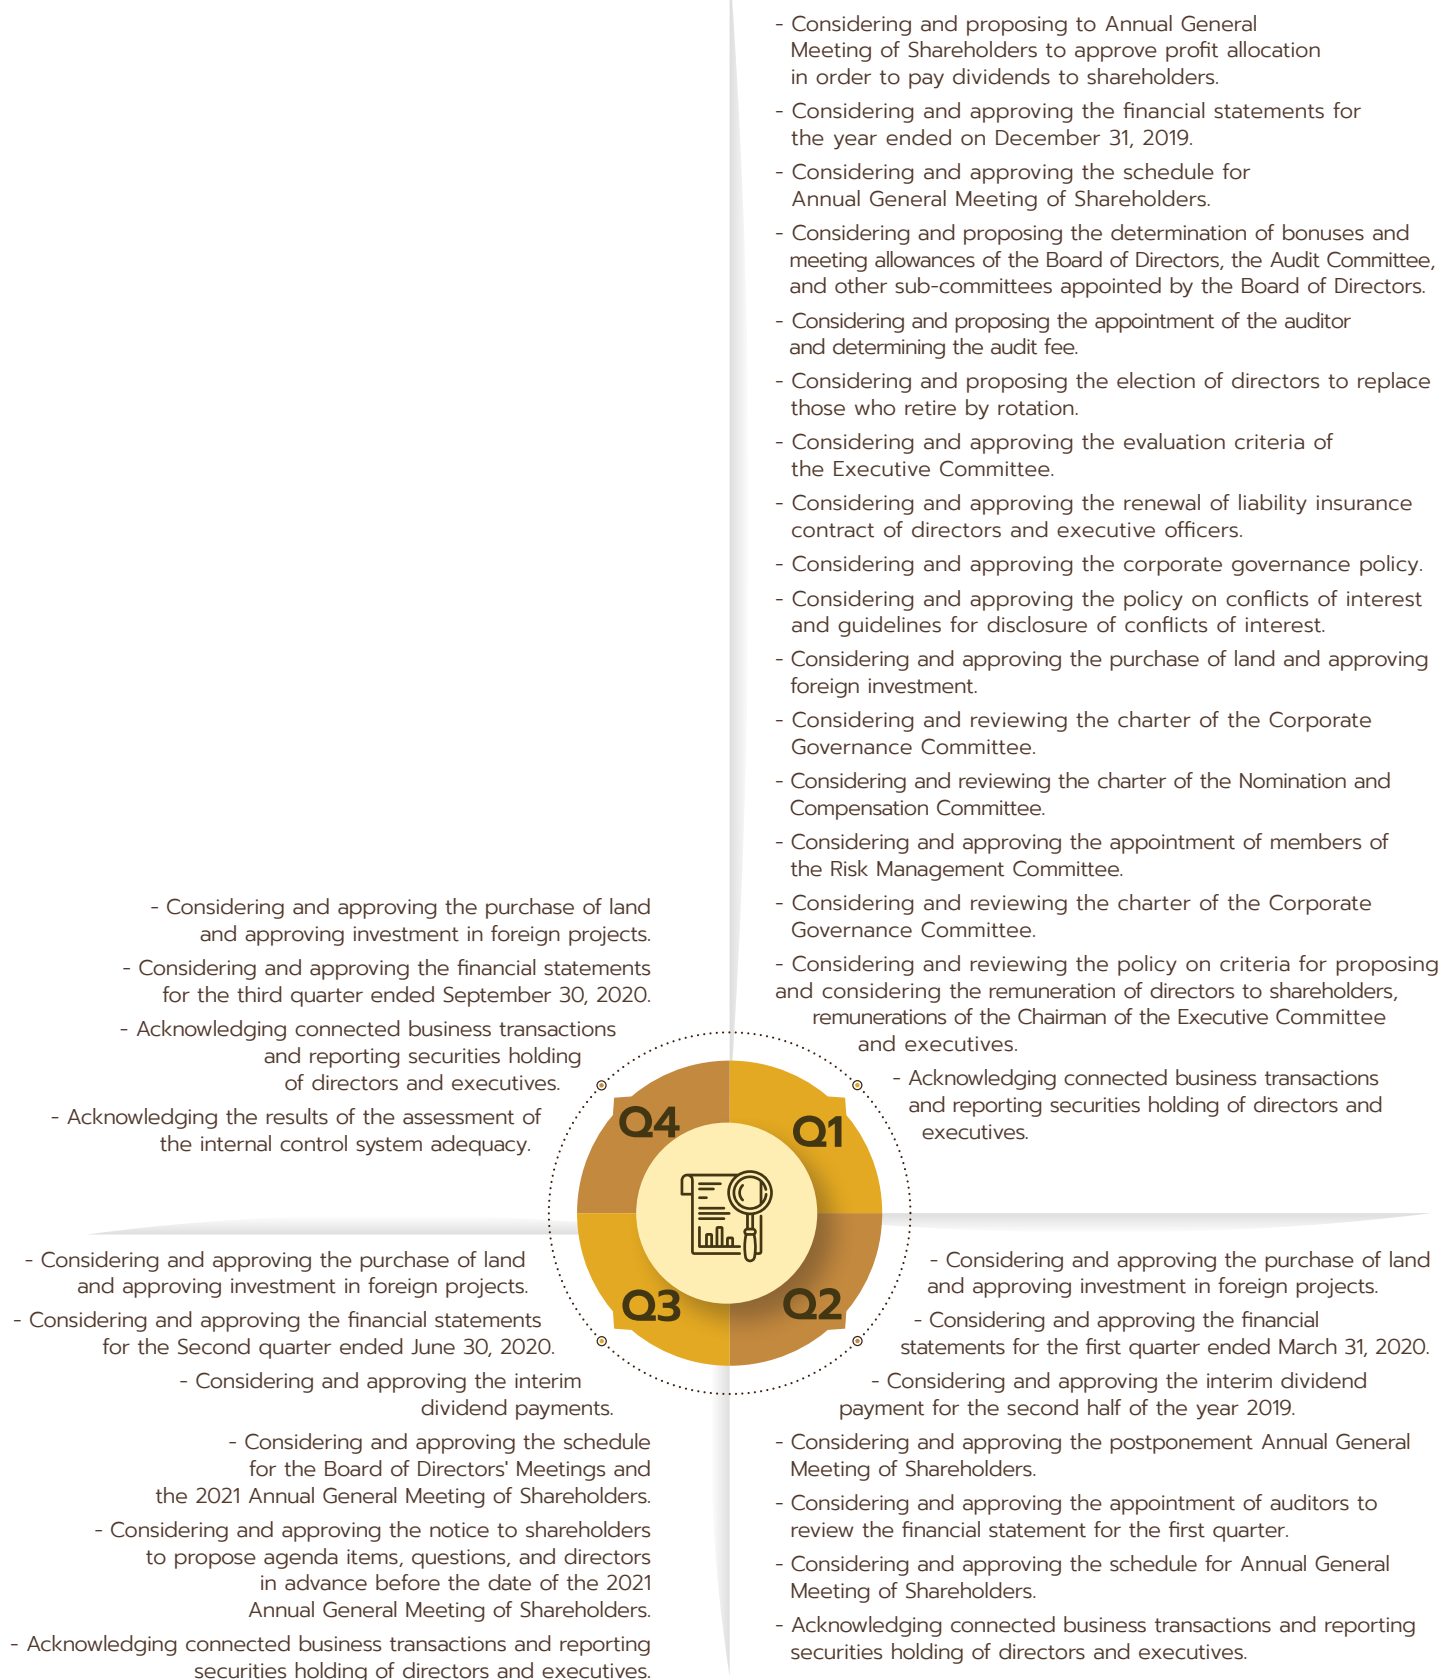 - Considering and proposing to Annual General
Meeting of Shareholders to approve profit allocation
in order to pay dividends to shareholders.
- Considering and approving the financial statements for
the year ended on December 31, 2019.
- Considering and approving the schedule for
Annual General Meeting of Shareholders.
- Considering and proposing the determination of bonuses and
meeting allowances of the Board of Directors, the Audit Committee,
and other sub-committees appointed by the Board of Directors.
- Considering and proposing the appointment of the auditor
and determining the audit fee.
- Considering and proposing the election of directors to replace
those who retire by rotation.
- Considering and approving the evaluation criteria of
the Executive Committee.
- Considering and approving the renewal of liability insurance
contract of directors and executive officers.
- Considering and approving the corporate governance policy.
- Considering and approving the policy on conflicts of interest
and guidelines for disclosure of conflicts of interest.
- Considering and approving the purchase of land and approving
foreign investment.
- Considering and reviewing the charter of the Corporate
Governance Committee.
- Considering and reviewing the charter of the Nomination and
Compensation Committee.
- Considering and approving the appointment of members of
the Risk Management Committee.
- Considering and reviewing the charter of the Corporate
Governance Committee.
- Considering and reviewing the policy on criteria for proposing
and considering the remuneration of directors to shareholders,
remunerations of the Chairman of the Executive Committee
and executives.
- Acknowledging connected business transactions
and reporting securities holding of directors and
executives.
Q1
- Considering and approving the purchase of land
and approving investment in foreign projects.
- Considering and approving the financial
statements for the first quarter ended March 31, 2020.
- Considering and approving the interim dividend
payment for the second half of the year 2019.
- Considering and approving the postponement Annual General
Meeting of Shareholders.
- Considering and approving the appointment of auditors to
review the financial statement for the first quarter.
- Considering and approving the schedule for Annual General
Meeting of Shareholders.
- Acknowledging connected business transactions and reporting
securities holding of directors and executives.
Q2
- Considering and approving the purchase of land
and approving investment in foreign projects.
- Considering and approving the financial statements
for the Second quarter ended June 30, 2020.
- Considering and approving the interim
dividend payments.
- Considering and approving the schedule
for the Board of Directors' Meetings and
the 2021 Annual General Meeting of Shareholders.
- Considering and approving the notice to shareholders
to propose agenda items, questions, and directors
in advance before the date of the 2021
Annual General Meeting of Shareholders.
- Acknowledging connected business transactions and reporting
securities holding of directors and executives.
Q3
- Considering and approving the purchase of land
and approving investment in foreign projects.
- Considering and approving the financial statements
for the third quarter ended September 30, 2020.
- Acknowledging connected business transactions
and reporting securities holding
of directors and executives.
- Acknowledging the results of the assessment of
the internal control system adequacy.
Q4